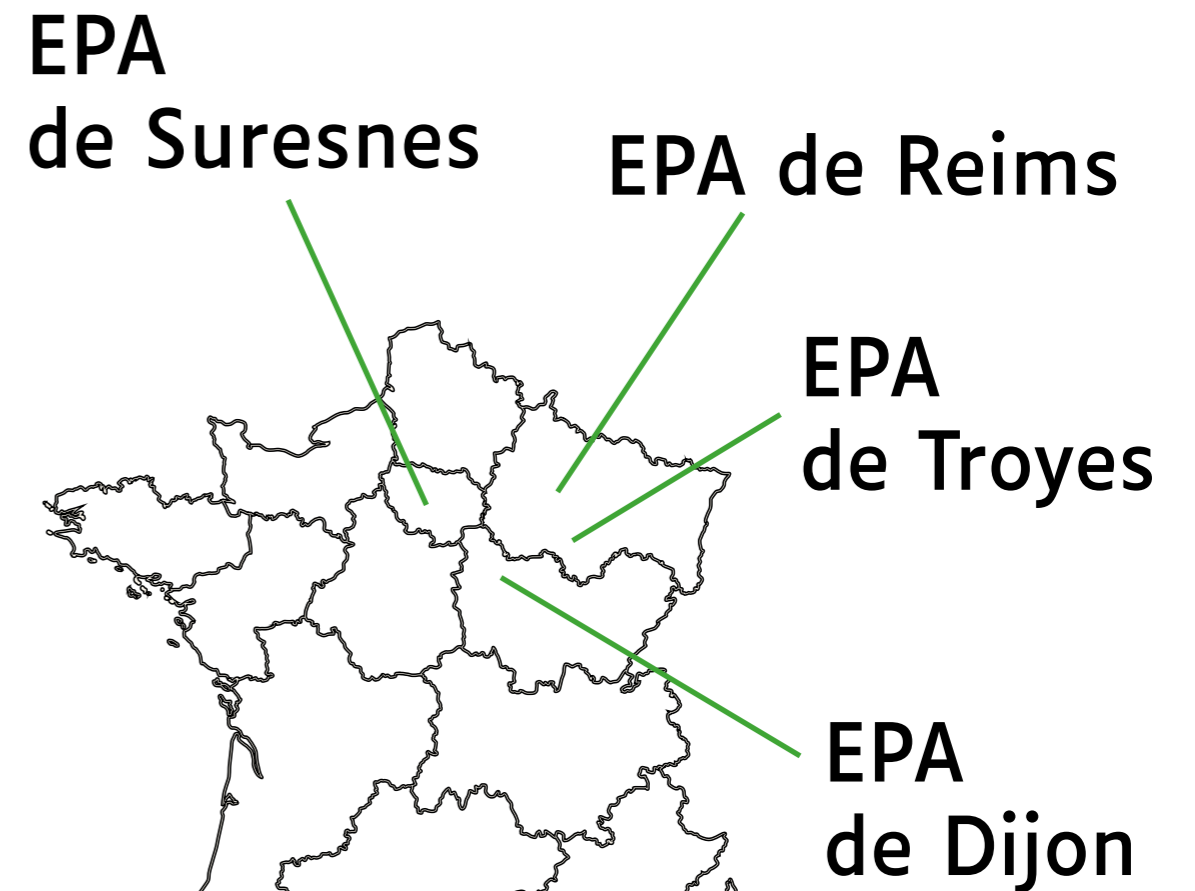 EPA
de Suresnes
EPA de Reims
EPA
de Troyes
EPA
de Dijon